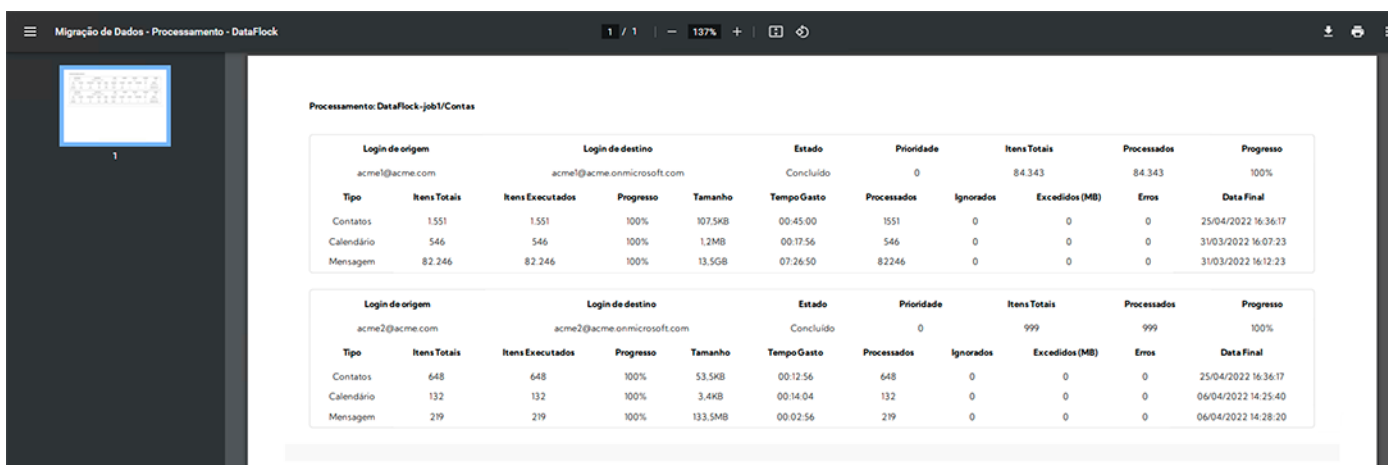 Migração de Dados - Processamento - DataFlock 1 / 1 137%
1
Processamento: DataFlock-job1/Contas
Login de origem Login de destino Estado Prioridade Itens Totais Processados Progresso
acme1@acme.com acme1@acme.onmicrosoft.com Concluído 0 84.343 84.343 100%
Tipo Itens Totais Itens Executados Progresso Tamanho Tempo Gasto Processados Ignorados Excedidos (MB) Erros Data Final
Contatos 1.551 1.551 100% 107,5KB 00:45:00 1551 0 0 0 25/04/2022 16:36:17
Calendário 546 546 100% 1,2MB 00:17:56 546 0 0 0 31/03/2022 16:07:23
Mensagem 82.246 82.246 100% 13,5GB 07:26:50 82246 0 0 0 31/03/2022 16:12:23
Login de origem Login de destino Estado Prioridade Itens Totais Processados Progresso
acme2@acme.com acme2@acme.onmicrosoft.com Concluído 0 999 999 100%
Tipo Itens Totais Itens Executados Progresso Tamanho Tempo Gasto Processados Ignorados Excedidos (MB) Erros Data Final
Contatos 648 648 100% 53,5KB 00:12:56 648 0 0 0 25/04/2022 16:36:17
Calendário 132 132 100% 3,4KB 00:14:04 132 0 0 0 06/04/2022 14:25:40
Mensagem 219 219 100% 133,5MB 00:02:56 219 0 0 0 06/04/2022 14:28:20